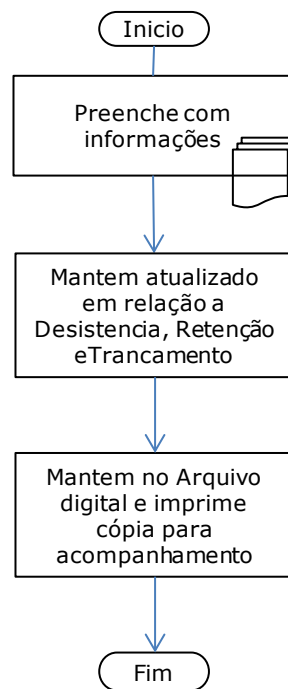 Inicio
Preenche com
informações
Mantem atualizado
em relação a
Desistencia, Retenção
eTrancamento
Mantem no Arquivo
digital e imprime
cópia para
acompanhamento
Fim